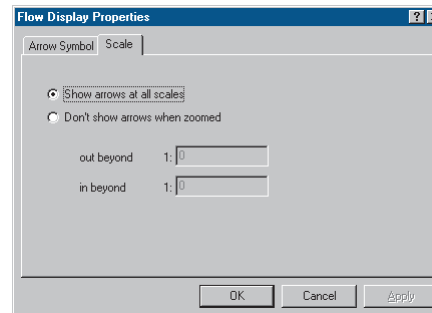 Flow Display Properties
Arrow Symbol Scale
Show arrows at all scales
Don't show arrows when zoomed
out beyond 1: 0
in beyond 1: 0
OK Cancel Apply